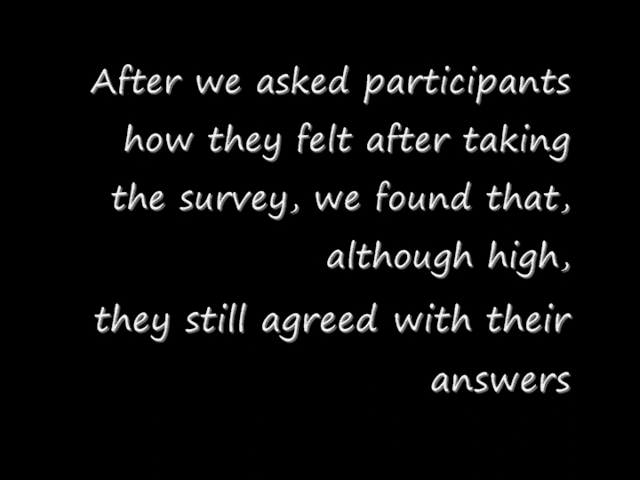 After we asked participants
how they felt after taking
the survey, we found that,
although high,
they still agreed with their
answers